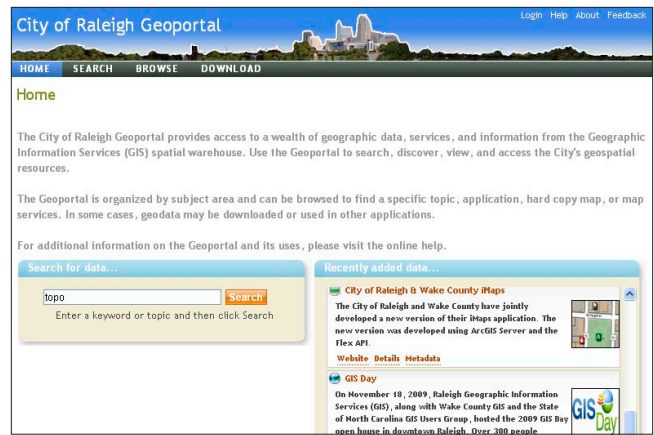 City of Raleigh Geoportal
Login Help About Feedback
HOME SEARCH BROWSE DOWNLOAD
Home
The City of Raleigh Geoportal provides access to a wealth of geographic data, services, and information from the Geographic
Information Services (GIS) spatial warehouse. Use the Geoportal to search, discover, view, and access the City's geospatial
resources.
The Geoportal is organized by subject area and can be browsed to find a specific topic, application, hard copy map, or map
services. In some cases, geodata may be downloaded or used in other applications.
For additional information on the Geoportal and its uses, please visit the online help.
Search for data...
topo
Search
Enter a keyword or topic and then click Search
Recently added data...
City of Raleigh & Wake County iMaps
The City of Raleigh and Wake County have jointly
developed a new version of their iMaps application. The
new version was developed using ArcGIS Server and the
Flex API.
Website Details Metadata
GIS Day
On November 18, 2009, Raleigh Geographic Information
Services (GIS), along with Wake County GIS and the State
of North Carolina GIS Users Group, hosted the 2009 GIS Day
open house in downtown Raleigh. Over 300 people
GIS
Day